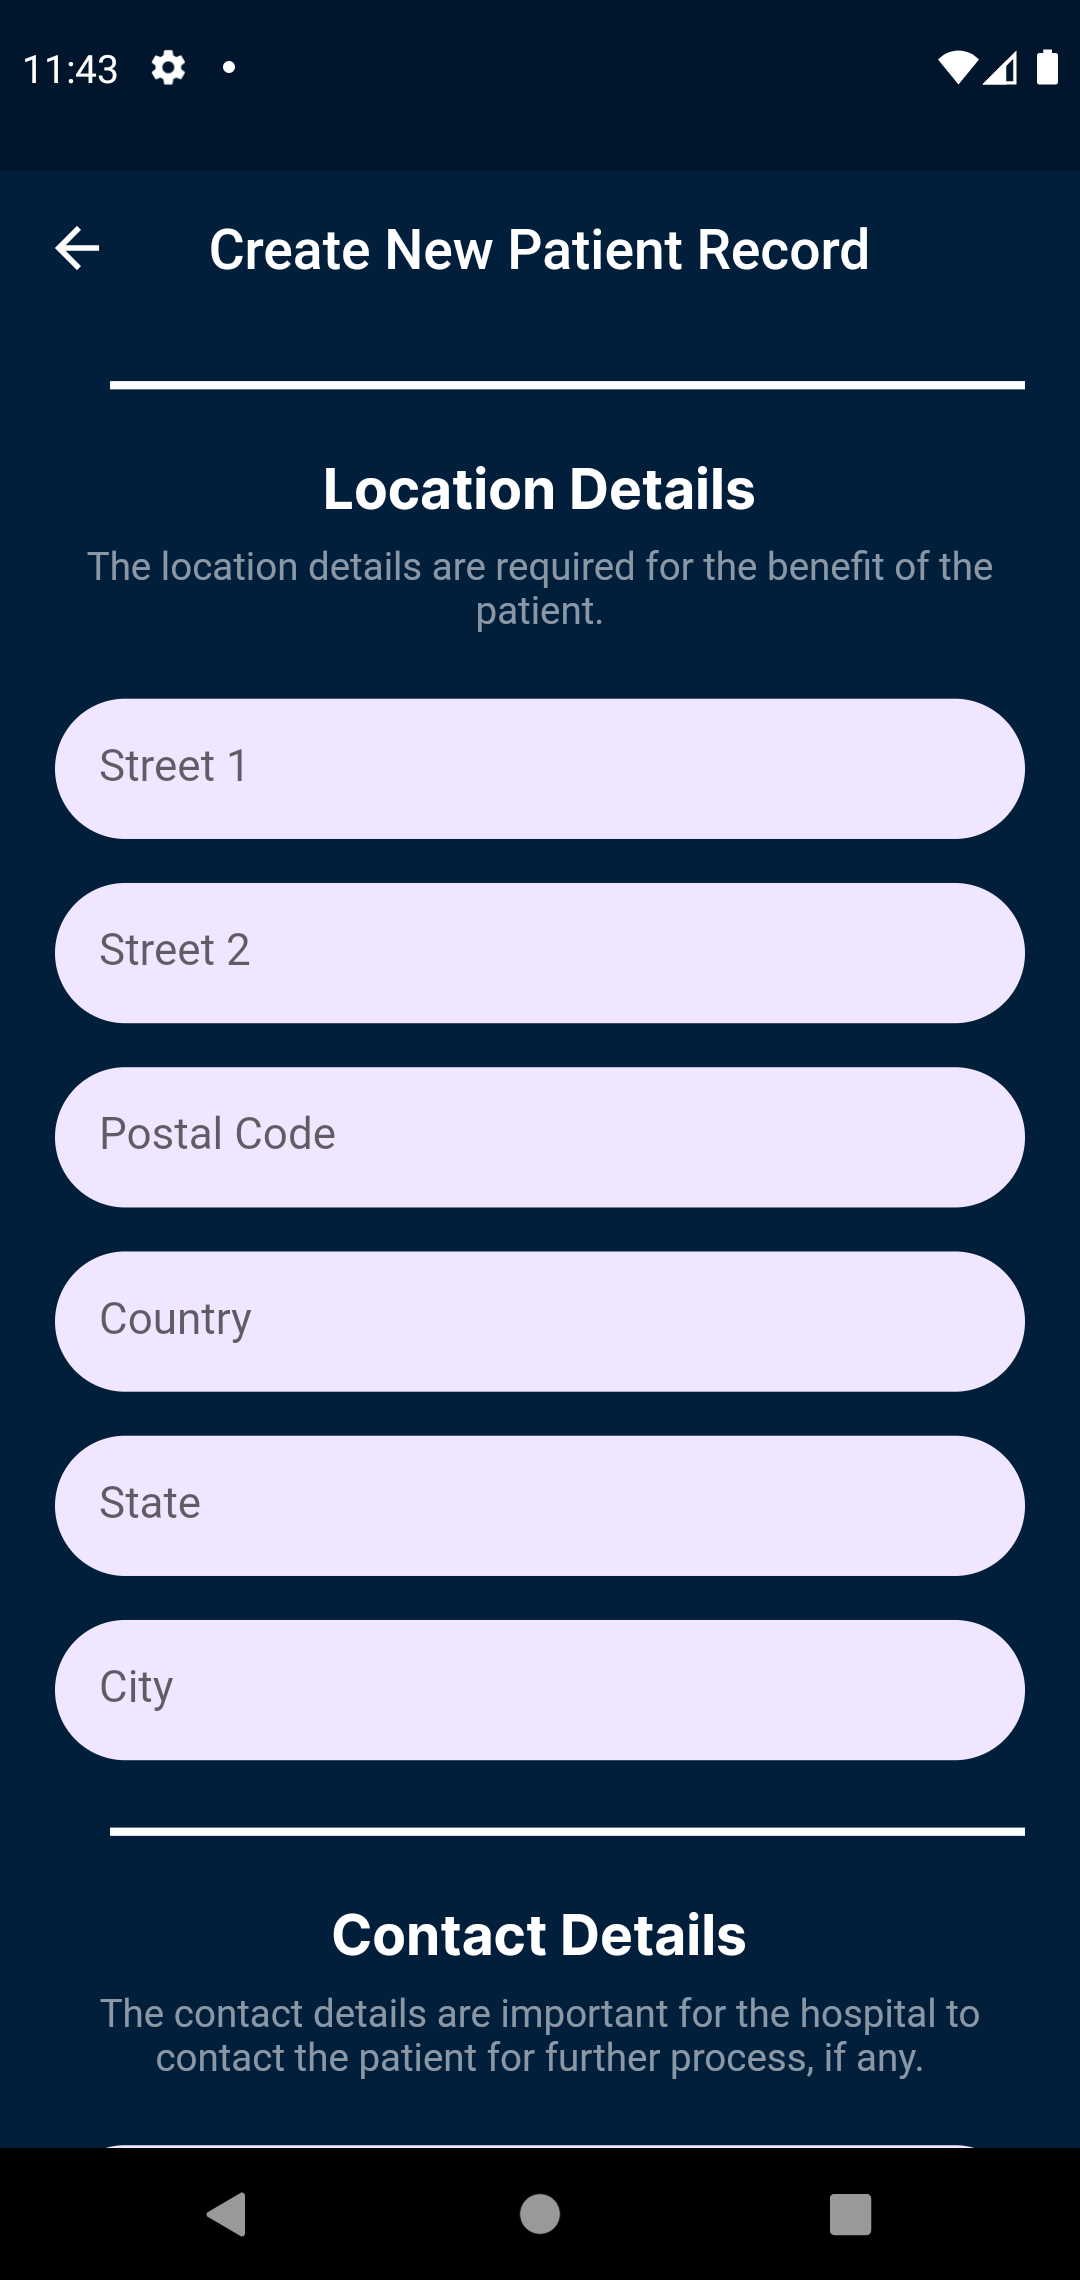 11:43
Create New Patient Record
Location Details
The location details are required for the benefit of the
patient.
Street 1
Street 2
Postal Code
Country
State
City
Contact Details
The contact details are important for the hospital to
contact the patient for further process, if any.